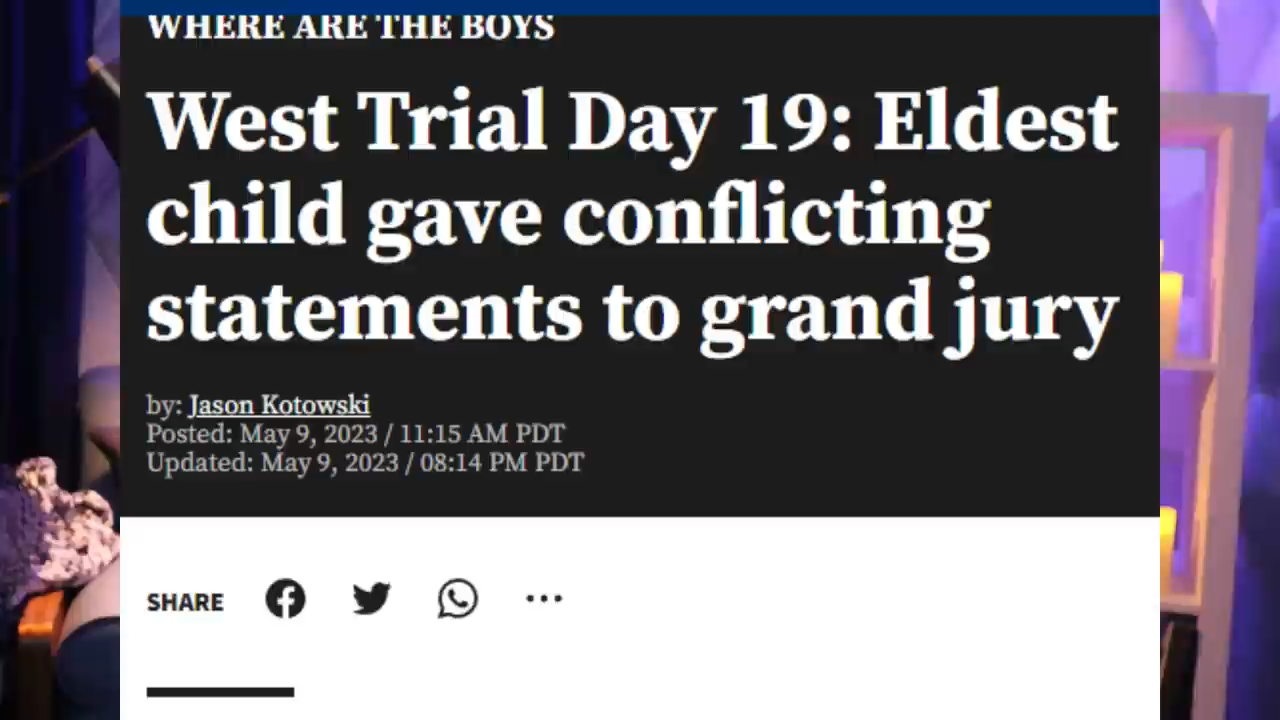 WHERE ARE THE BOYS
West Trial Day 19: Eldest
child gave conflicting
statements to grand jury
by: Jason Kotowski
Posted: May 9, 2023 / 11:15 AM PDT
Updated: May 9, 2023 / 08:14 PM PDT
SHARE